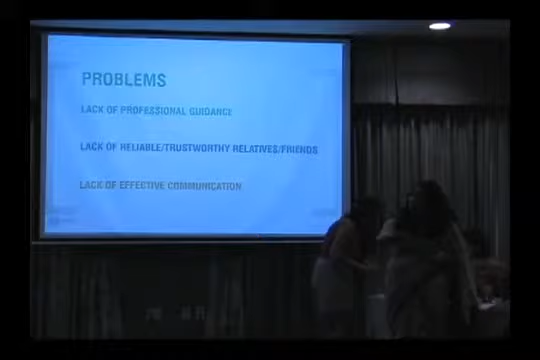 PROBLEMS
LACK OF PROFESSIONAL GUIDANCE
LACK OF RELIABLE/TRUSTWORTHY RELATIVES/FRIENDS
LACK OF EFFECTIVE COMMUNICATION